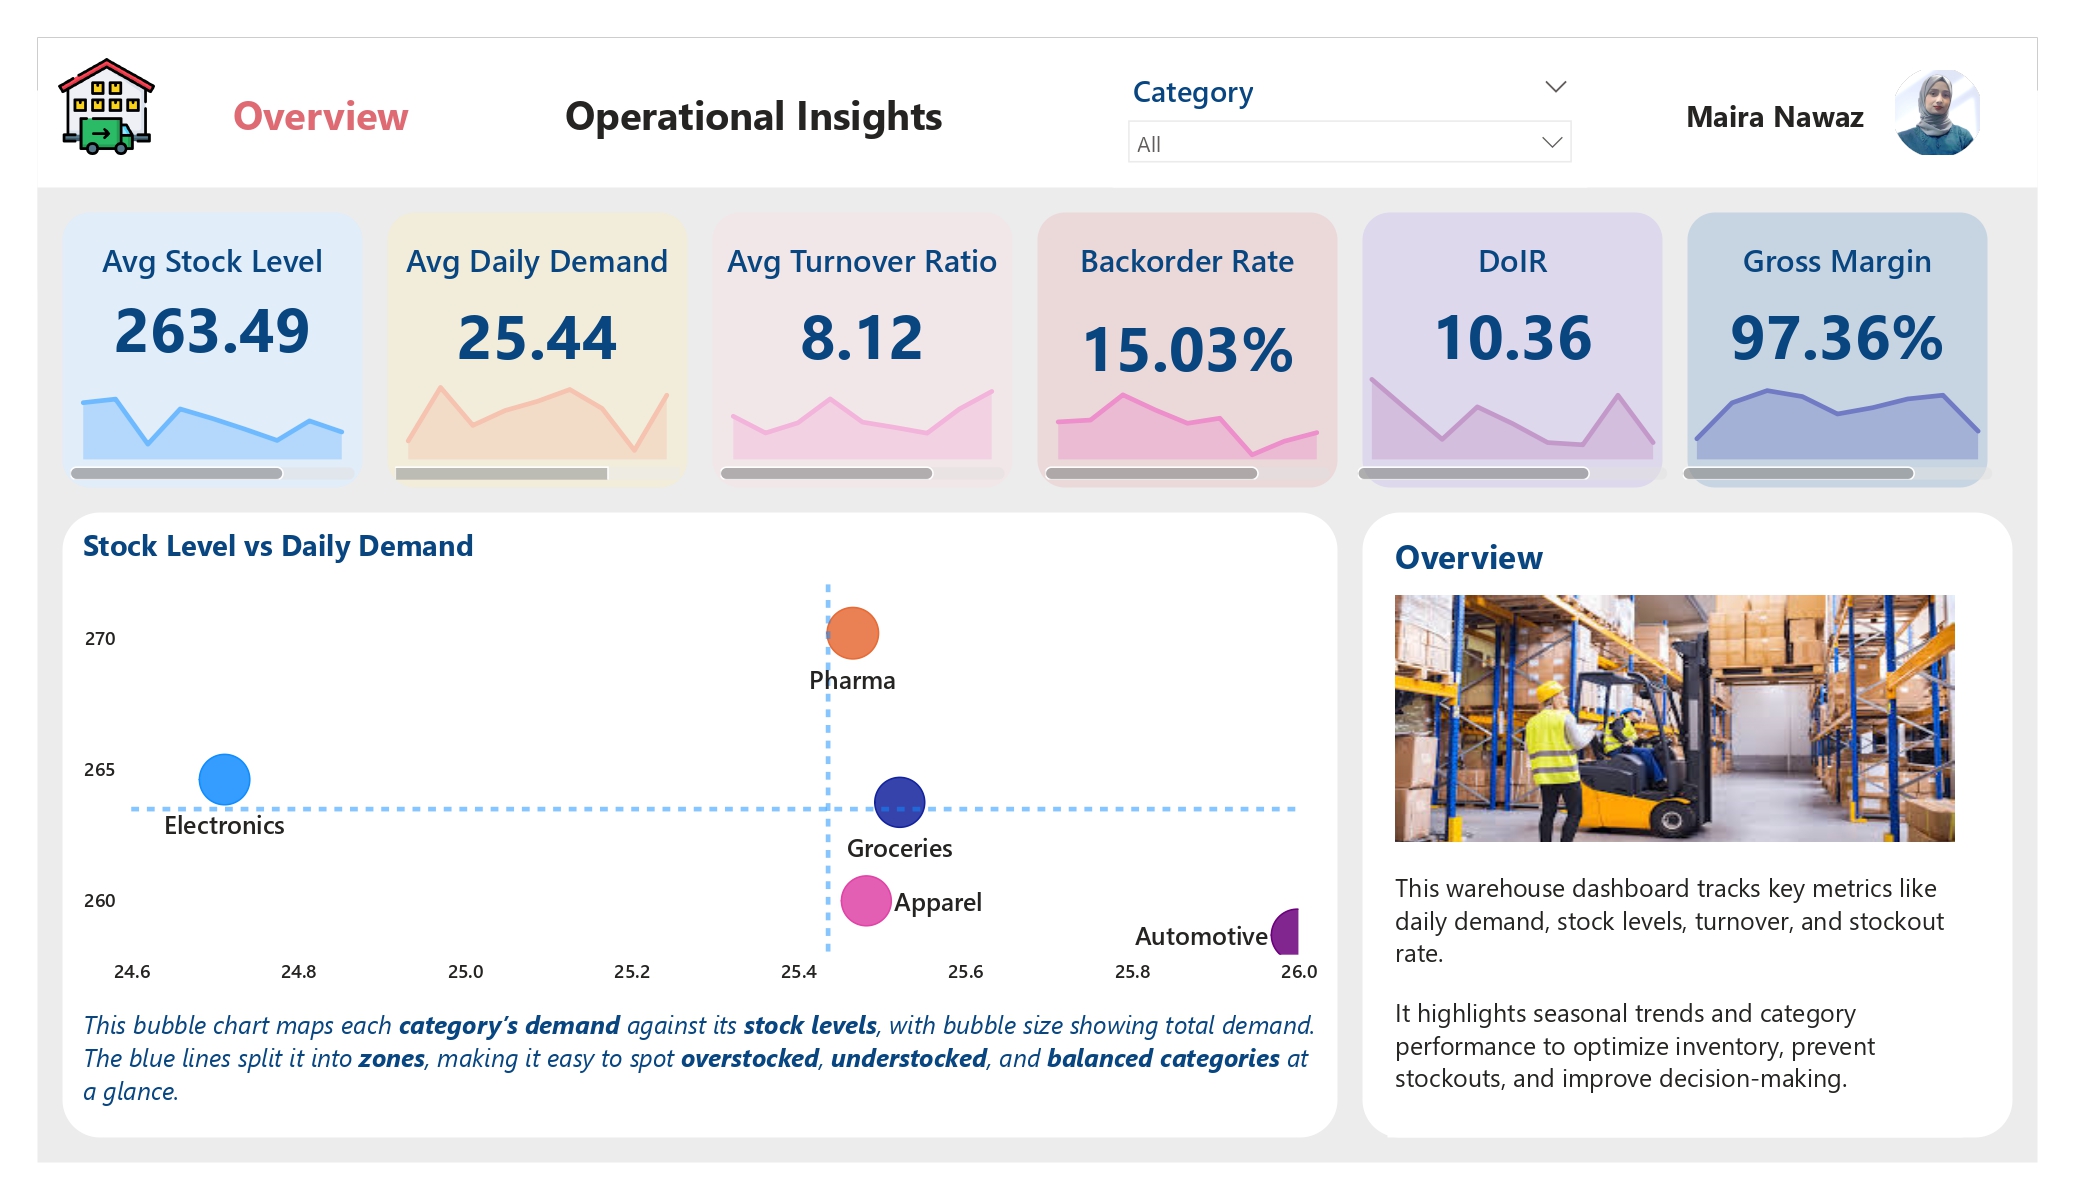 Overview
Operational Insights
Category
All
Maira Nawaz
Avg Stock Level
263.49
Avg Daily Demand
25.44
Avg Turnover Ratio
8.12
Backorder Rate
15.03%
DoIR
10.36
Gross Margin
97.36%
Stock Level vs Daily Demand
270
265
260
Pharma
Electronics
Groceries
Apparel
Automotive
24.6
24.8
25.0
25.2
25.4
25.6
25.8
26.0
This bubble chart maps each category’s demand against its stock levels, with bubble size showing total demand.
The blue lines split it into zones, making it easy to spot overstocked, understocked, and balanced categories at
a glance.
Overview
This warehouse dashboard tracks key metrics like
daily demand, stock levels, turnover, and stockout
rate.
It highlights seasonal trends and category
performance to optimize inventory, prevent
stockouts, and improve decision-making.